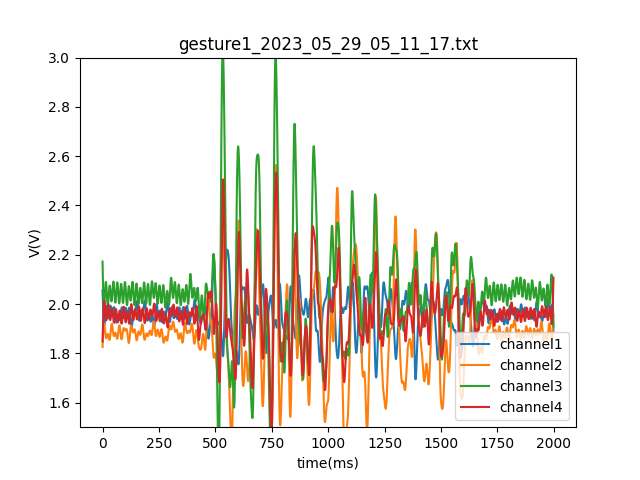 gesture1_2023_05_29_05_11_17.txt
3.0
2.8
2.6
2.4
2.2
2.0
1.8
1.6
V(V)
channel1
channel2
channel3
channel4
0 250 500 750 1000 1250 1500 1750 2000
time(ms)